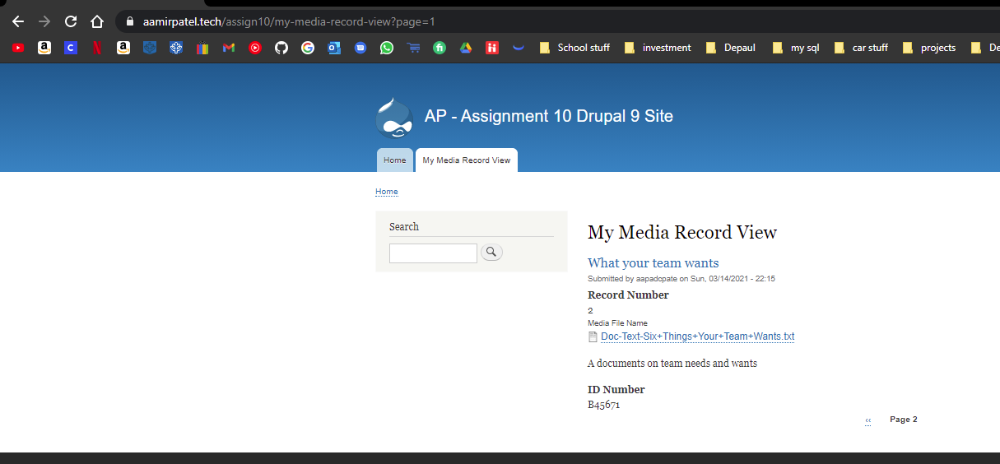 aamirpatel.tech/assign10/my-media-record-view?page=1
School stuff investment Depaul my sql car stuff projects De
AP - Assignment 10 Drupal 9 Site
Home My Media Record View
Home
Search
My Media Record View
What your team wants
Submitted by aapadcpate on Sun, 03/14/2021 - 22:15
Record Number
2
Media File Name
Doc-Text-Six+Things+Your+Team+Wants.txt
A documents on team needs and wants
ID Number
B45671
‹‹ Page 2